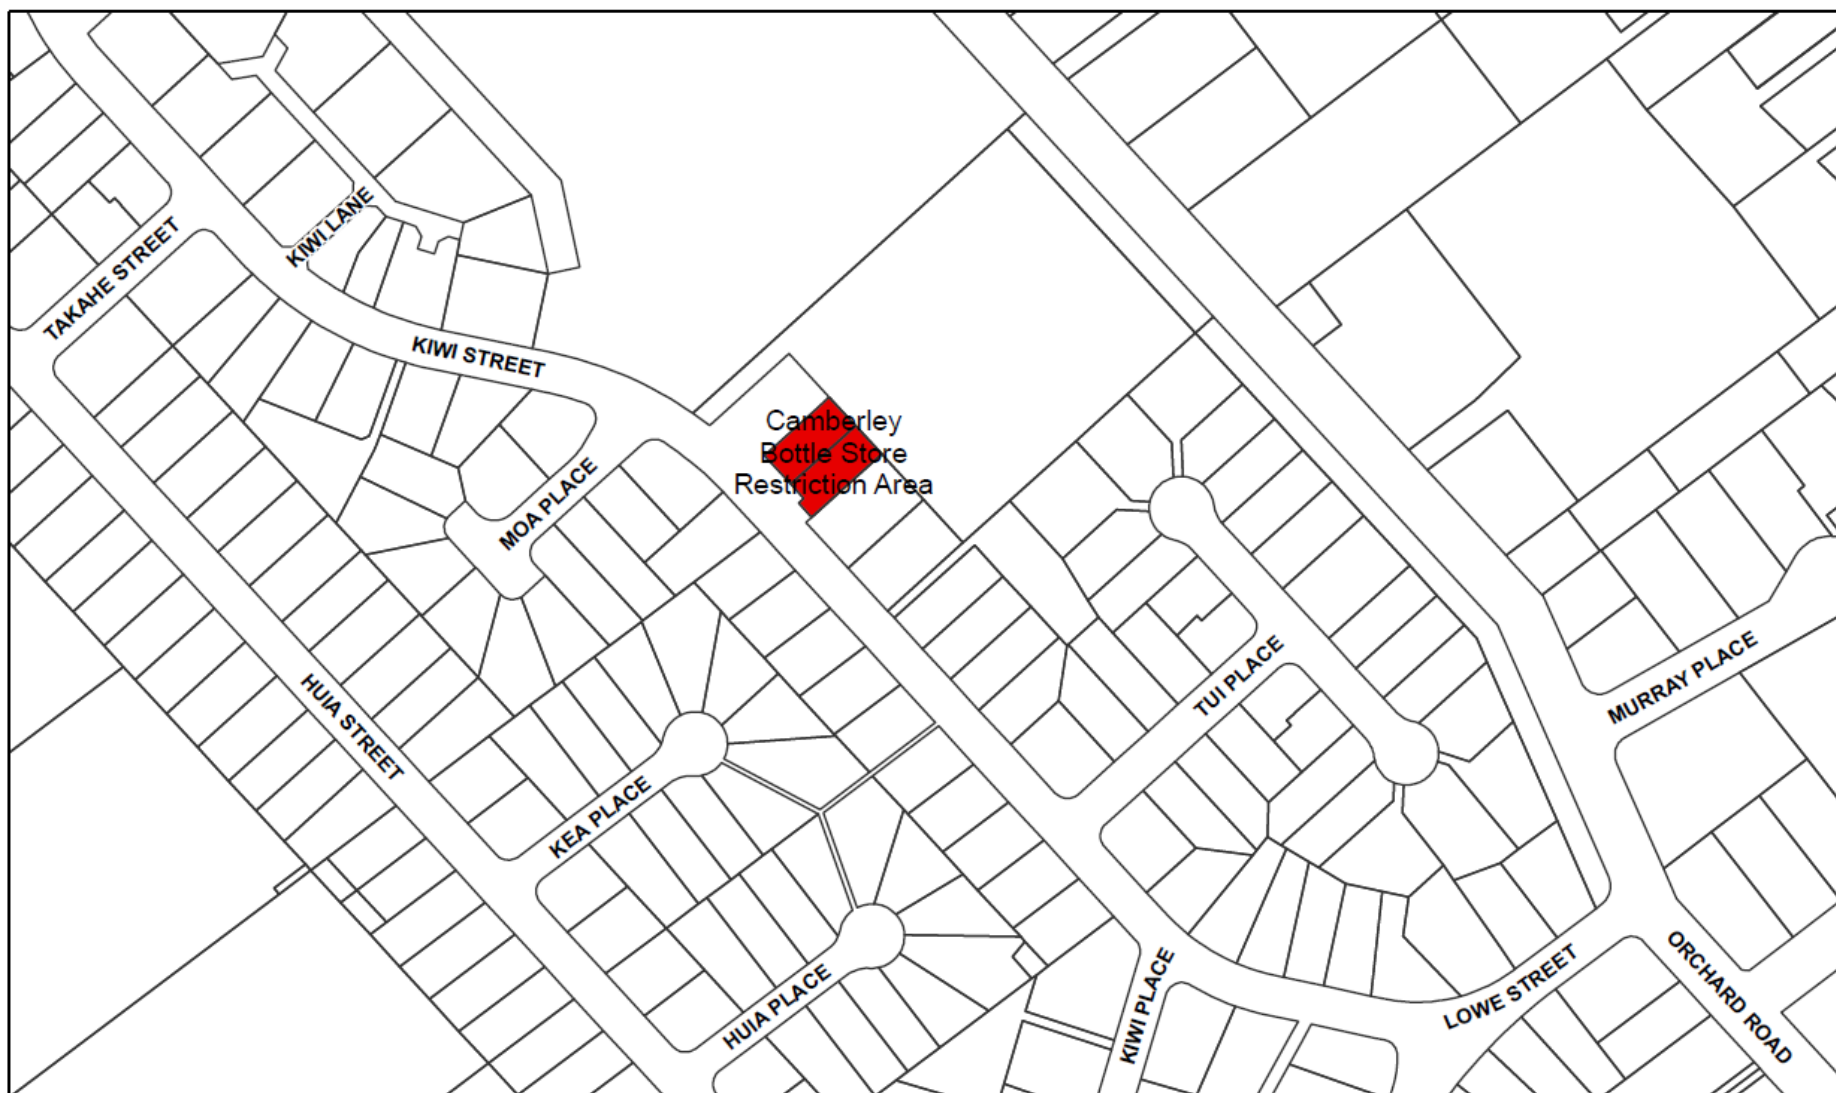 KIWI LANE
TAKAHE STREET
KIWI STREET
Camberley
Bottle Store
Restriction Area
MOA PLACE
HUIA STREET
TUI PLACE
MURRAY PLACE
KEA PLACE
HUIA PLACE
KIWI PLACE
LOWE STREET
ORCHARD ROAD